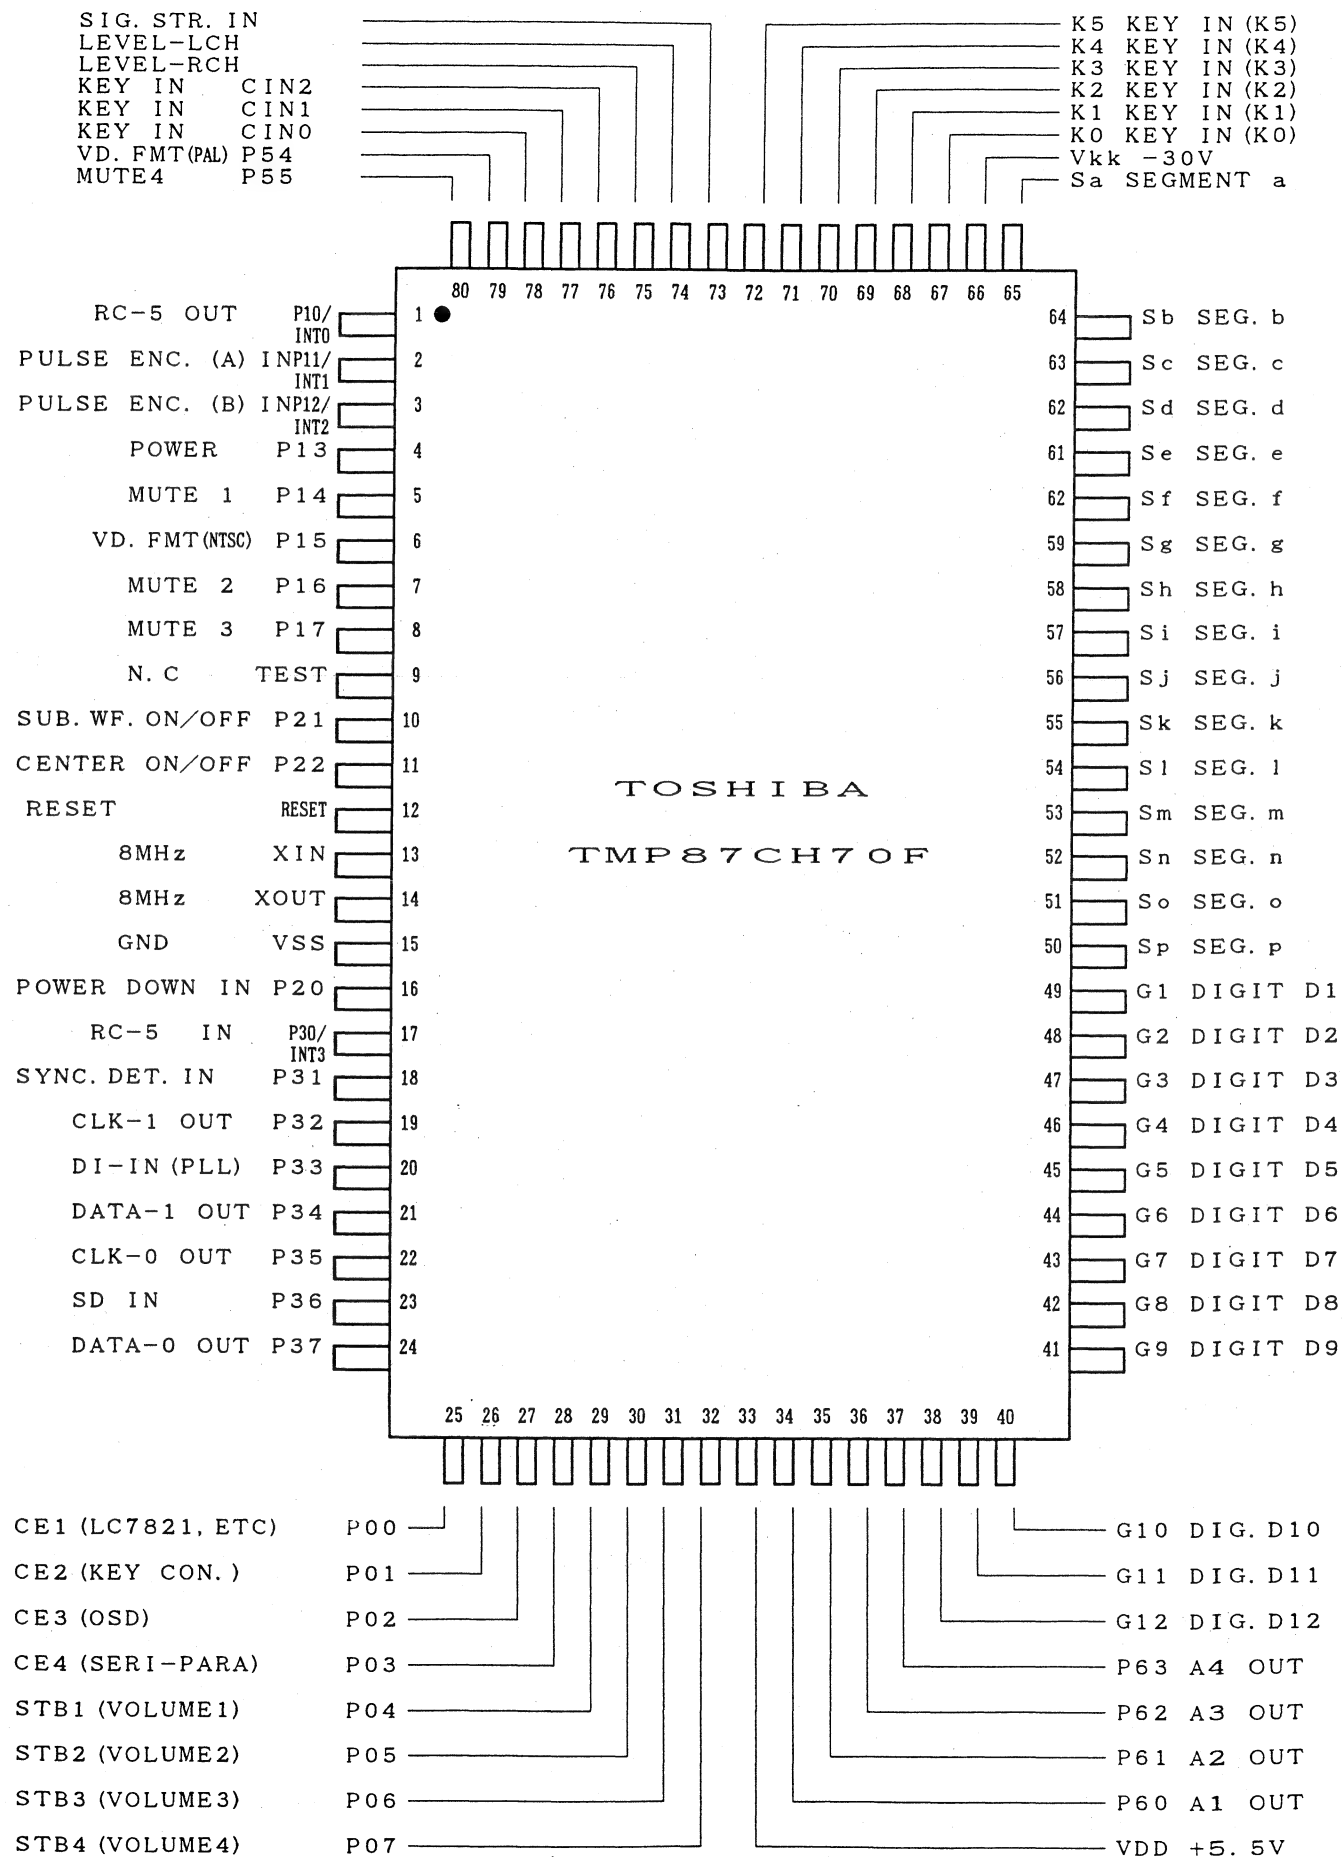 SIG. STR. IN
LEVEL-LCH
LEVEL-RCH
KEY IN CIN2
KEY IN CIN1
KEY IN CIN0
VD. FMT(PAL) P54
MUTE4 P55
K5 KEY IN(K5)
K4 KEY IN(K4)
K3 KEY IN(K3)
K2 KEY IN(K2)
K1 KEY IN(K1)
K0 KEY IN(K0)
Vkk -30V
Sa SEGMENT a
80 79 78 77 76 75 74 73 72 71 70 69 68 67 66 65
RC-5 OUT P10/INT0 1
PULSE ENC. (A) IN P11/INT1 2
PULSE ENC. (B) IN P12/INT2 3
POWER P13 4
MUTE 1 P14 5
VD. FMT(NTSC) P15 6
MUTE 2 P16 7
MUTE 3 P17 8
N. C TEST 9
SUB. WF. ON/OFF P21 10
CENTER ON/OFF P22 11
RESET RESET 12
8MHz XIN 13
8MHz XOUT 14
GND VSS 15
POWER DOWN IN P20 16
RC-5 IN P30/INT3 17
SYNC. DET. IN P31 18
CLK-1 OUT P32 19
DI-IN(PLL) P33 20
DATA-1 OUT P34 21
CLK-0 OUT P35 22
SD IN P36 23
DATA-0 OUT P37 24
TOSHIBA
TMP87CH70F
64 Sb SEG. b
63 Sc SEG. c
62 Sd SEG. d
61 Se SEG. e
62 Sf SEG. f
59 Sg SEG. g
58 Sh SEG. h
57 Si SEG. i
56 Sj SEG. j
55 Sk SEG. k
54 Sl SEG. l
53 Sm SEG. m
52 Sn SEG. n
51 So SEG. o
50 Sp SEG. p
49 G1 DIGIT D1
48 G2 DIGIT D2
47 G3 DIGIT D3
46 G4 DIGIT D4
45 G5 DIGIT D5
44 G6 DIGIT D6
43 G7 DIGIT D7
42 G8 DIGIT D8
41 G9 DIGIT D9
25 26 27 28 29 30 31 32 33 34 35 36 37 38 39 40
CE1(LC7821, ETC) P00
CE2(KEY CON. ) P01
CE3(OSD) P02
CE4(SERI-PARA) P03
STB1(VOLUME1) P04
STB2(VOLUME2) P05
STB3(VOLUME3) P06
STB4(VOLUME4) P07
G10 DIG. D10
G11 DIG. D11
G12 DIG. D12
P63 A4 OUT
P62 A3 OUT
P61 A2 OUT
P60 A1 OUT
VDD +5. 5V